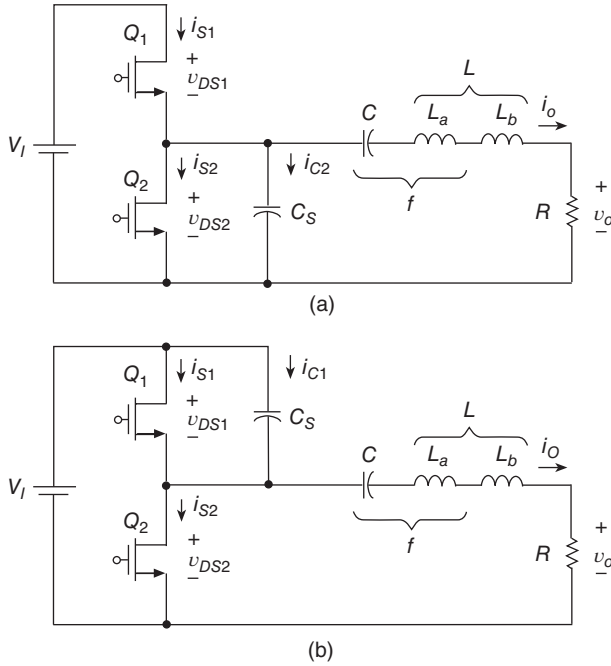 Q1
iS1
+
υDS1
–
VI
Q2
iS2
+
υDS2
–
iC2
CS
C
L
La
Lb
f
io
R
+
υo
–
(a)
Q1
iS1
+
υDS1
–
iC1
CS
VI
Q2
iS2
+
υDS2
–
C
L
La
Lb
f
iO
R
+
υo
–
(b)